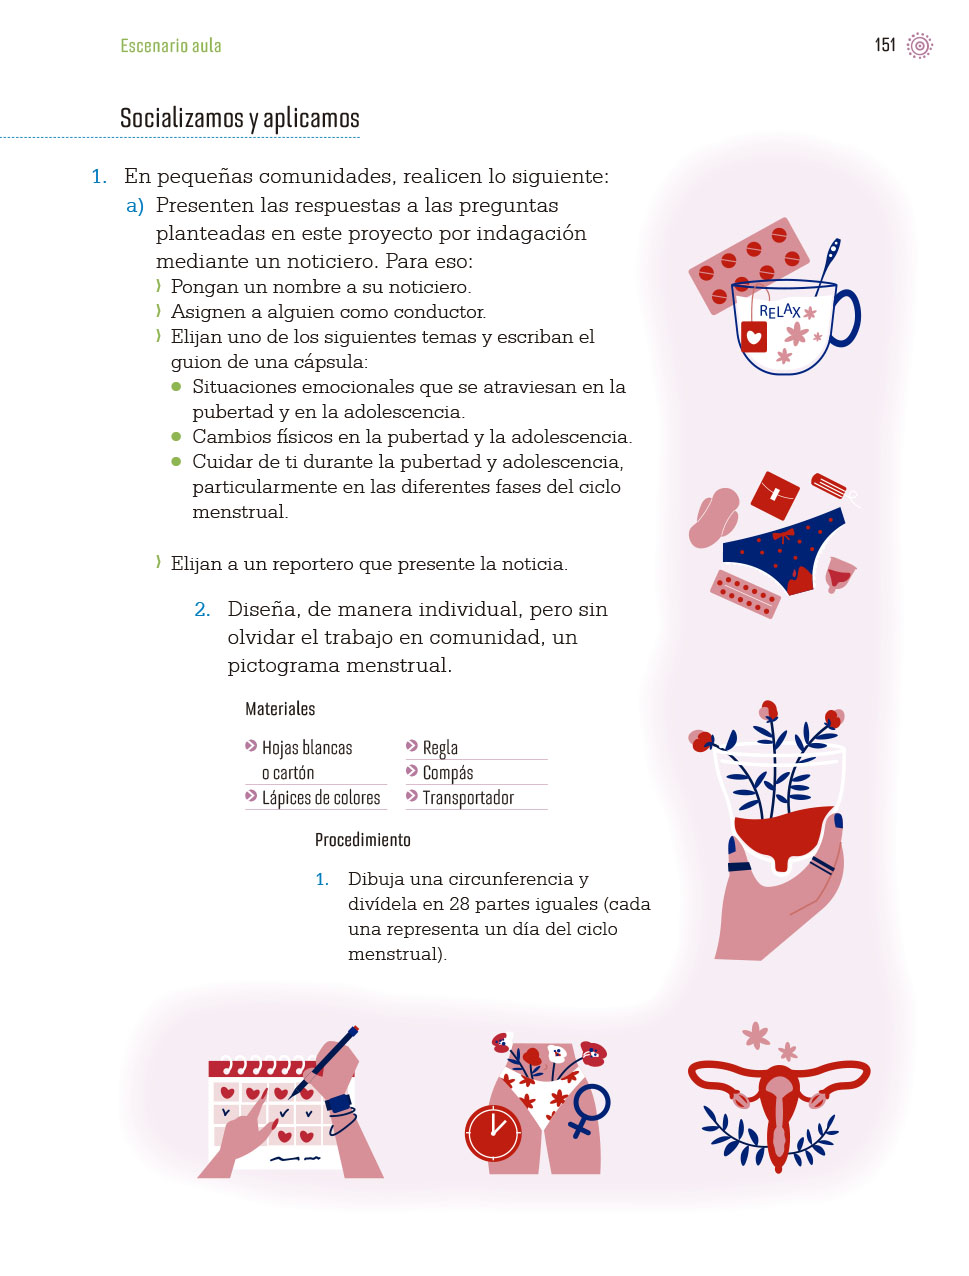 Escenario aula
151
Socializamos y aplicamos
1. En pequeñas comunidades, realicen lo siguiente:
a) Presenten las respuestas a las preguntas
planteadas en este proyecto por indagación
mediante un noticiero. Para eso:
Pongan un nombre a su noticiero.
Asignen a alguien como conductor.
Elijan uno de los siguientes temas y escriban el
guion de una cápsula:
Situaciones emocionales que se atraviesan en la
pubertad y en la adolescencia.
Cambios físicos en la pubertad y la adolescencia.
Cuidar de ti durante la pubertad y adolescencia,
particularmente en las diferentes fases del ciclo
menstrual.
Elijan a un reportero que presente la noticia.
2. Diseña, de manera individual, pero sin
olvidar el trabajo en comunidad, un
pictograma menstrual.
Materiales
Hojas blancas
o cartón
Lápices de colores
Regla
Compás
Transportador
Procedimiento
1. Dibuja una circunferencia y
divídela en 28 partes iguales (cada
una representa un día del ciclo
menstrual).
RELAX